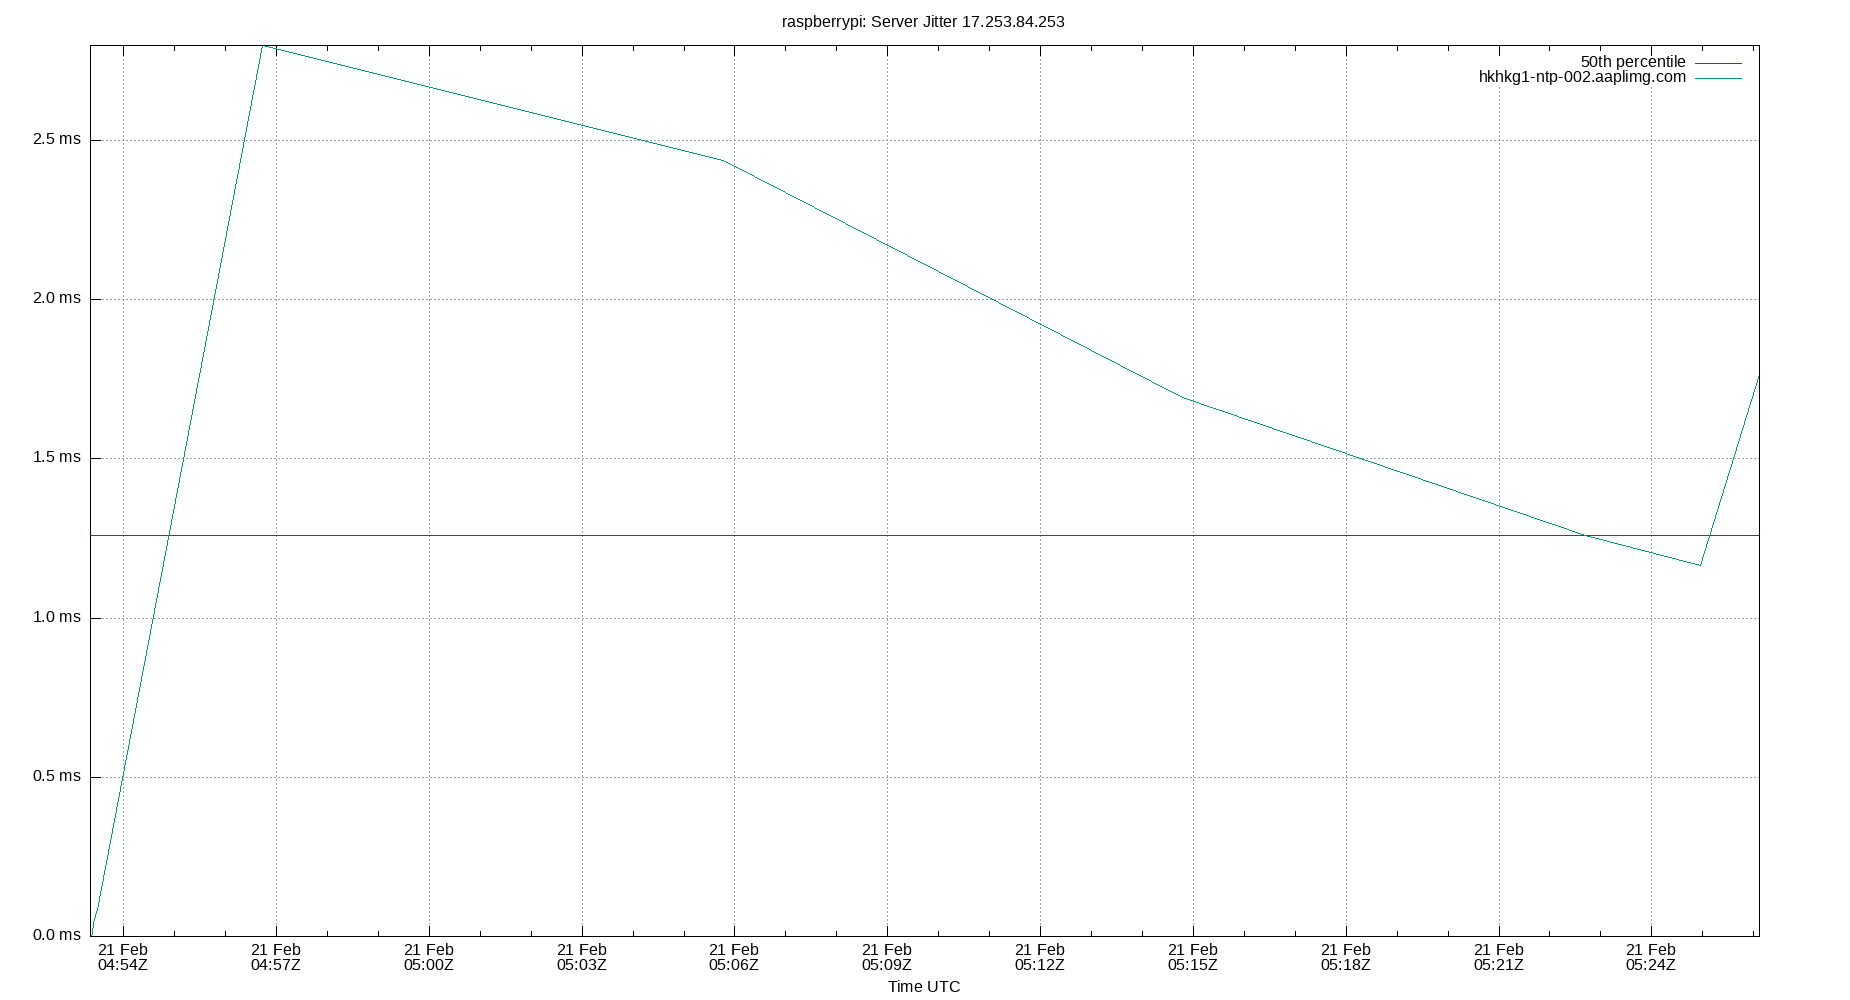 raspberrypi: Server Jitter 17.253.84.253
50th percentile
hkhkg1-ntp-002.aaplimg.com
2.5 ms
2.0 ms
1.5 ms
1.0 ms
0.5 ms
0.0 ms
21 Feb 21 Feb 21 Feb 21 Feb 21 Feb 21 Feb 21 Feb 21 Feb 21 Feb 21 Feb 21 Feb
04:54Z 04:57Z 05:00Z 05:03Z 05:06Z 05:09Z 05:12Z 05:15Z 05:18Z 05:21Z 05:24Z
Time UTC